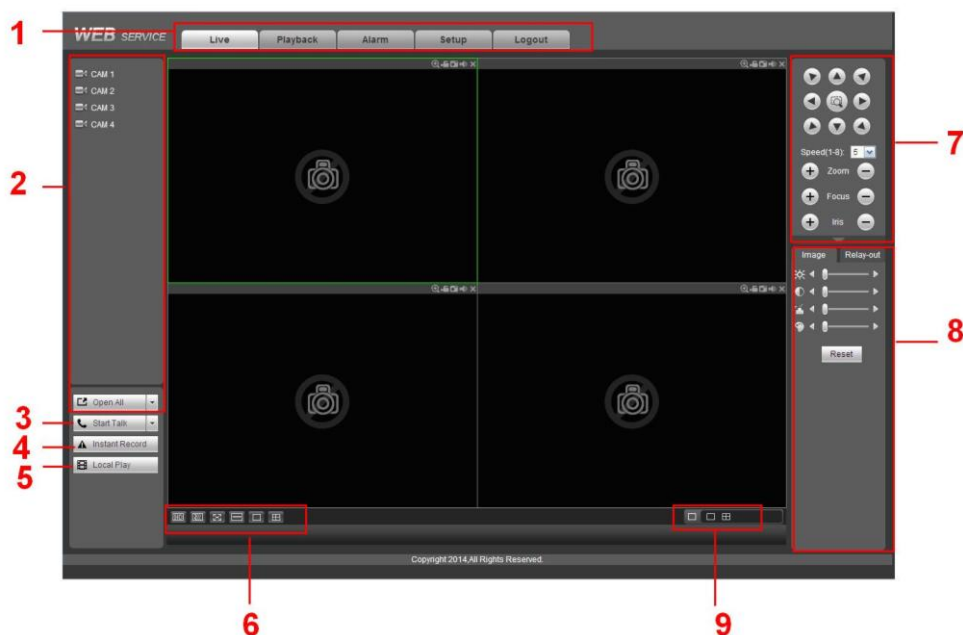 1
WEB SERVICE
Live
Playback
Alarm
Setup
Logout
CAM 1
CAM 2
CAM 3
CAM 4
2
Open All
3
Start Talk
4
Instant Record
5
Local Play
7
Speed(1-8): 5
Zoom
Focus
Iris
Image
Relay-out
8
Reset
Copyright 2014,All Rights Reserved.
6
9